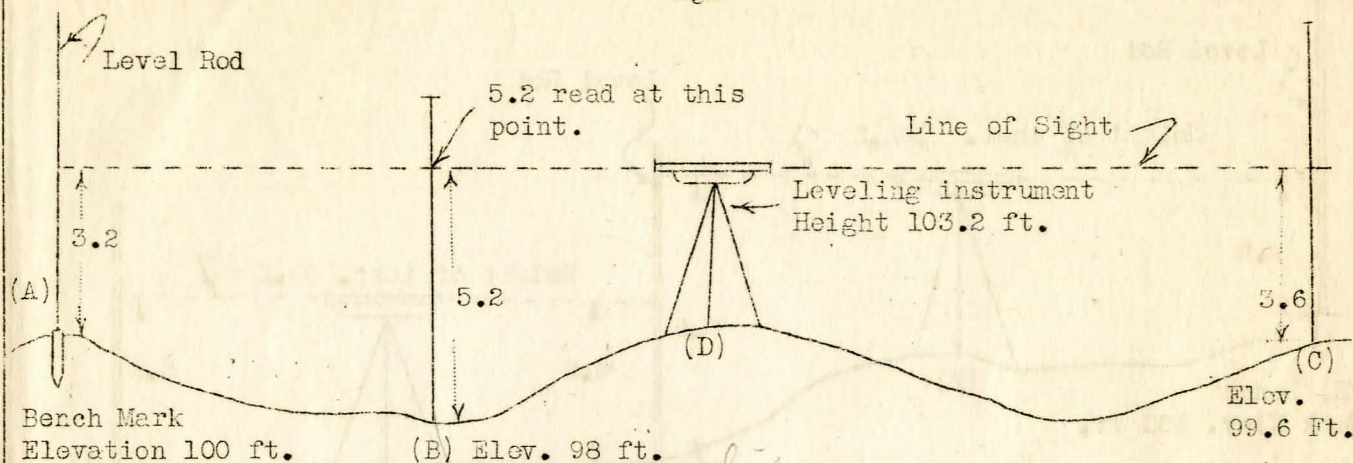 Level Rod
5.2 read at this
point.
Line of Sight
Leveling instrument
Height 103.2 ft.
3.2
(A)
5.2
3.6
(D)
(C)
Bench Mark
Elevation 100 ft.
(B) Elev. 98 ft.
Elev.
99.6 Ft.